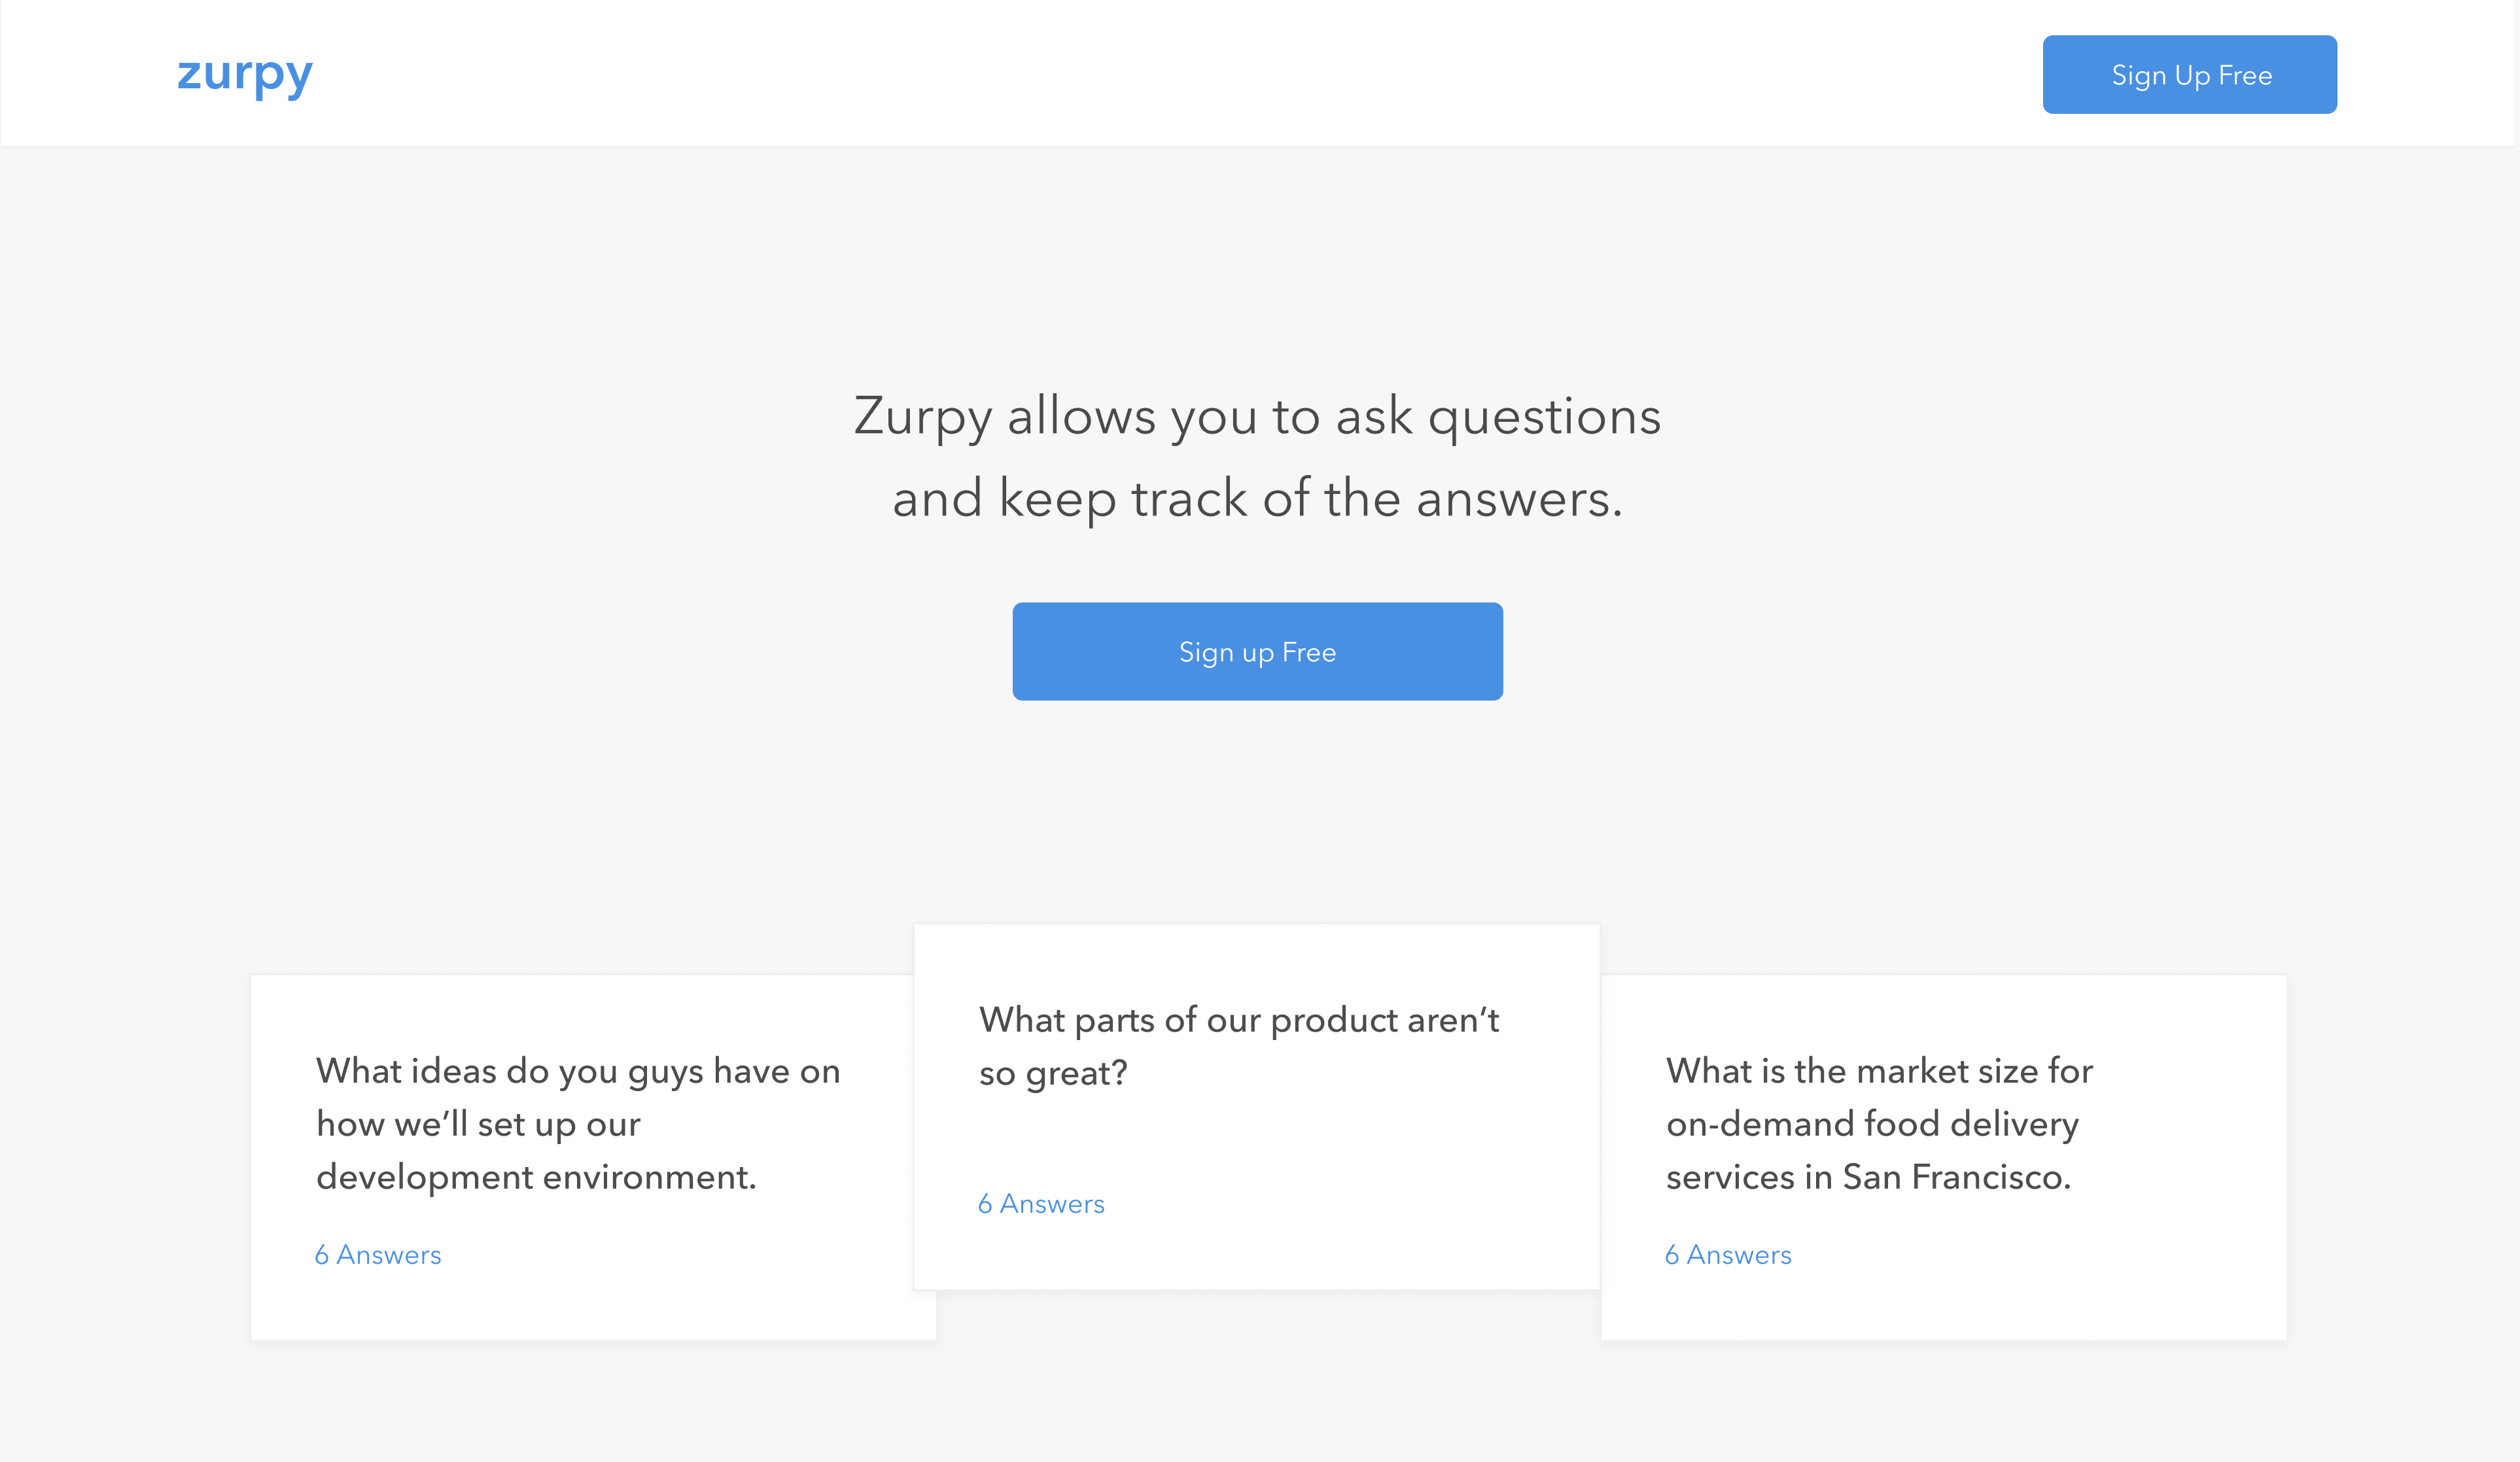 zurpy
Sign Up Free
Zurpy allows you to ask questions
and keep track of the answers.
Sign up Free
What ideas do you guys have on
how we’ll set up our
development environment.
6 Answers
What parts of our product aren’t
so great?
6 Answers
What is the market size for
on-demand food delivery
services in San Francisco.
6 Answers